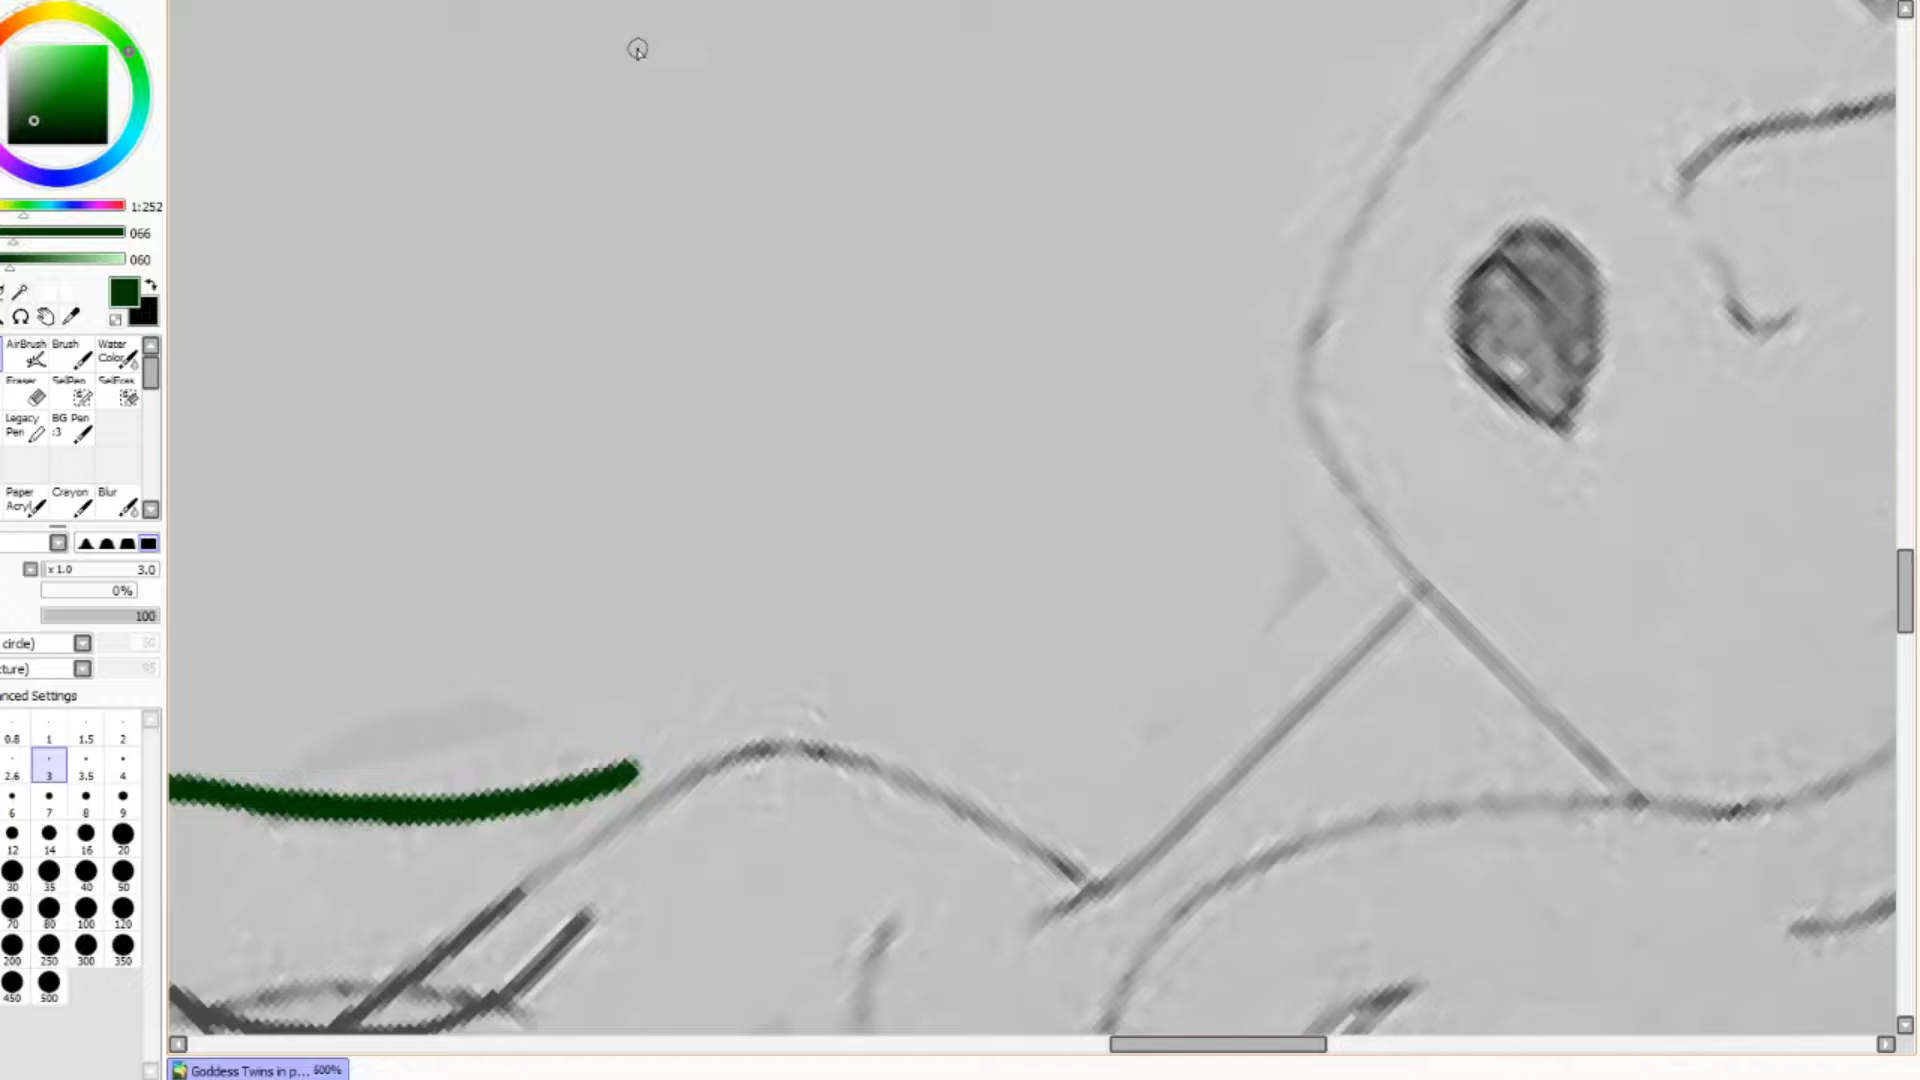 1:252
066
060
AirBrush Brush Water Color
Eraser SelPen SelEras
Legacy Pen BG Pen :3
Paper Acryl Crayon Blur
x 1.0 3.0
0%
100
circle) 50
ture) 95
nced Settings
0.8 1 1.5 2
2.6 3 3.5 4
6 7 8 9
12 14 16 20
30 35 40 50
70 80 100 120
200 250 300 350
450 500
Goddess Twins in p... 500%